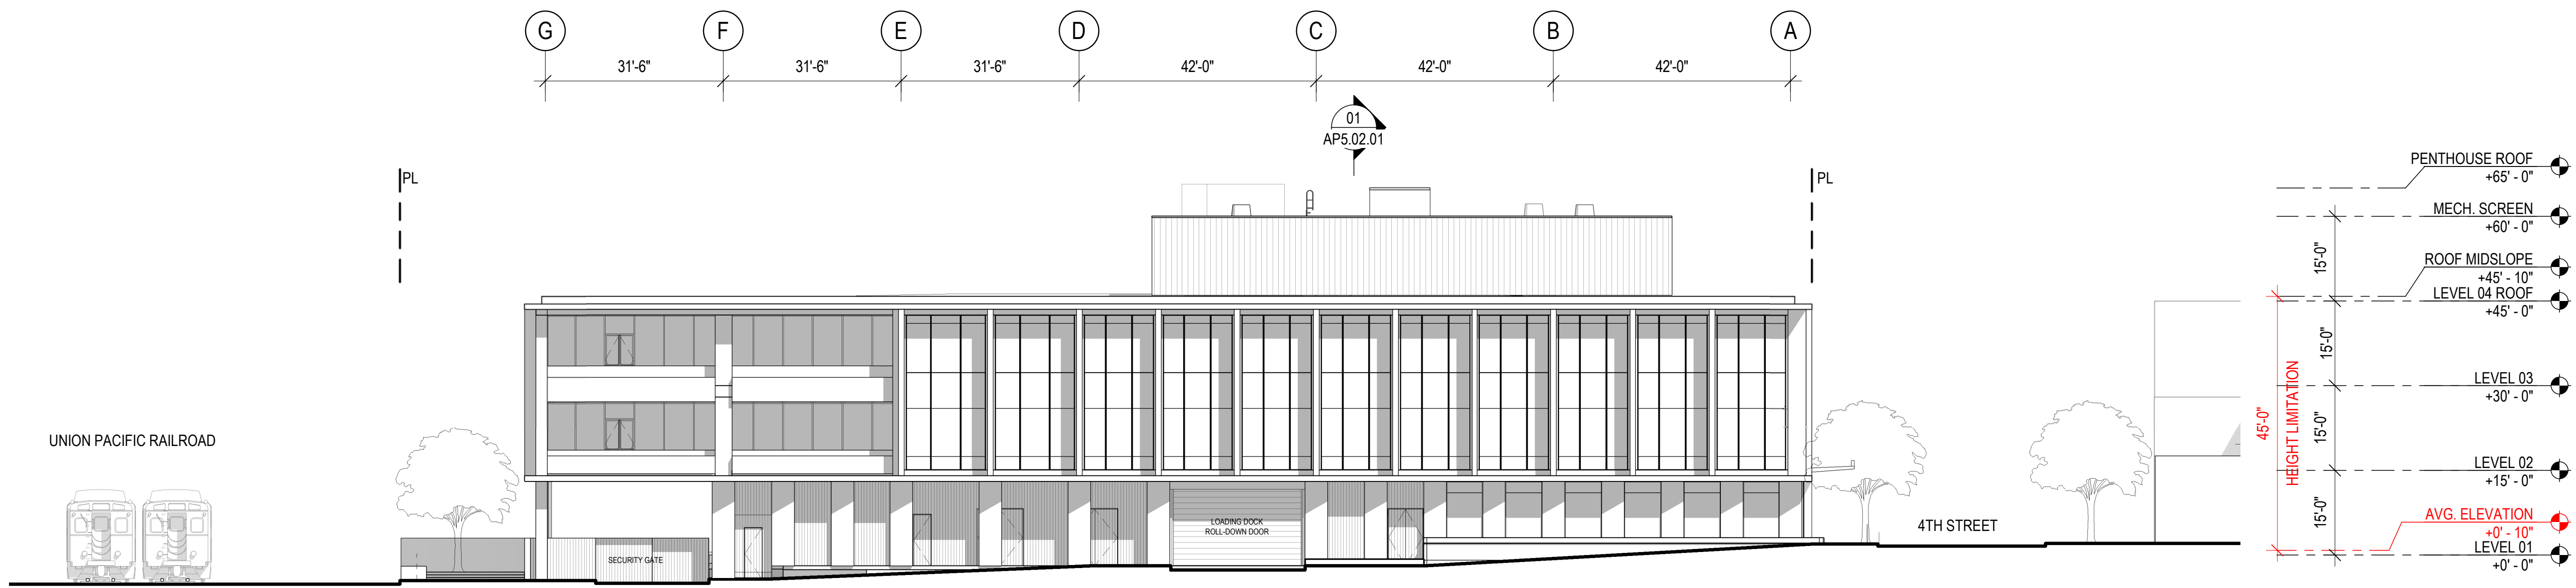 G
F
E
D
C
B
A
31'-6"
31'-6"
31'-6"
42'-0"
42'-0"
42'-0"
01
AP5.02.01
PL
PL
PENTHOUSE ROOF
+65' - 0"
MECH. SCREEN
+60' - 0"
ROOF MIDSLOPE
+45' - 10"
LEVEL 04 ROOF
+45' - 0"
LEVEL 03
+30' - 0"
LEVEL 02
+15' - 0"
AVG. ELEVATION
+0' - 10"
LEVEL 01
+0' - 0"
15'-0"
15'-0"
15'-0"
15'-0"
45'-0"
HEIGHT LIMITATION
UNION PACIFIC RAILROAD
SECURITY GATE
LOADING DOCK
ROLL-DOWN DOOR
4TH STREET